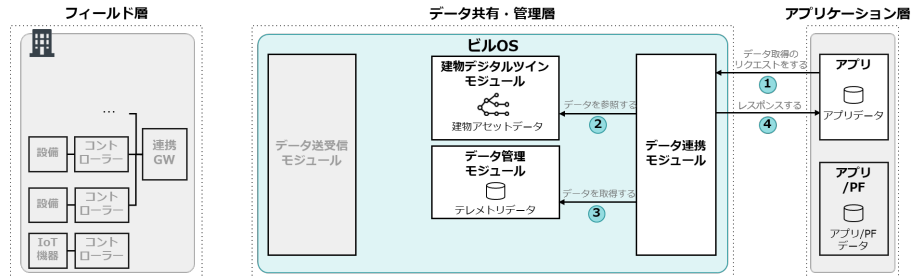 フィールド層
データ共有・管理層
アプリケーション層
…
設備
コント
ローラー
連携
GW
設備
コント
ローラー
IoT
機器
コント
ローラー
ビルOS
データ送受信
モジュール
建物デジタルツイン
モジュール
建物アセットデータ
データ管理
モジュール
テレメトリデータ
データを参照する
2
データを取得する
3
データ連携
モジュール
データ取得の
リクエストをする
1
レスポンスする
4
アプリ
アプリデータ
アプリ
/PF
アプリ/PF
データ